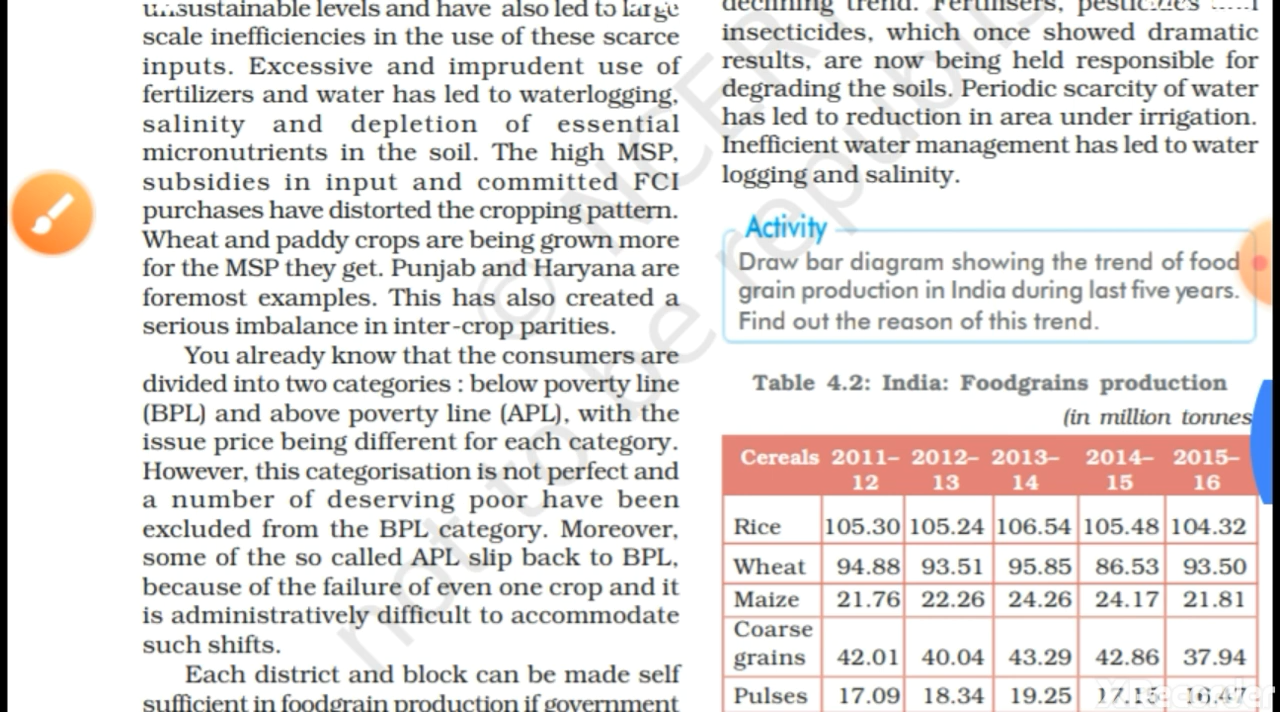 unsustainable levels and have also led to large
scale inefficiencies in the use of these scarce
inputs. Excessive and imprudent use of
fertilizers and water has led to waterlogging,
salinity and depletion of essential
micronutrients in the soil. The high MSP,
subsidies in input and committed FCI
purchases have distorted the cropping pattern.
Wheat and paddy crops are being grown more
for the MSP they get. Punjab and Haryana are
foremost examples. This has also created a
serious imbalance in inter-crop parities.
You already know that the consumers are
divided into two categories : below poverty line
(BPL) and above poverty line (APL), with the
issue price being different for each category.
However, this categorisation is not perfect and
a number of deserving poor have been
excluded from the BPL category. Moreover,
some of the so called APL slip back to BPL,
because of the failure of even one crop and it
is administratively difficult to accommodate
such shifts.
Each district and block can be made self
sufficient in foodgrain production if government
declining trend. Fertilisers, pesticides
insecticides, which once showed dramatic
results, are now being held responsible for
degrading the soils. Periodic scarcity of water
has led to reduction in area under irrigation.
Inefficient water management has led to water
logging and salinity.
Activity
Draw bar diagram showing the trend of food
grain production in India during last five years.
Find out the reason of this trend.
Table 4.2: India: Foodgrains production
(in million tonnes
Cereals 2011–12 2012–13 2013–14 2014–15 2015–16
Rice 105.30 105.24 106.54 105.48 104.32
Wheat 94.88 93.51 95.85 86.53 93.50
Maize 21.76 22.26 24.26 24.17 21.81
Coarse
grains 42.01 40.04 43.29 42.86 37.94
Pulses 17.09 18.34 19.25 17.15 16.47
© NCERT
not to be republis
Recorder